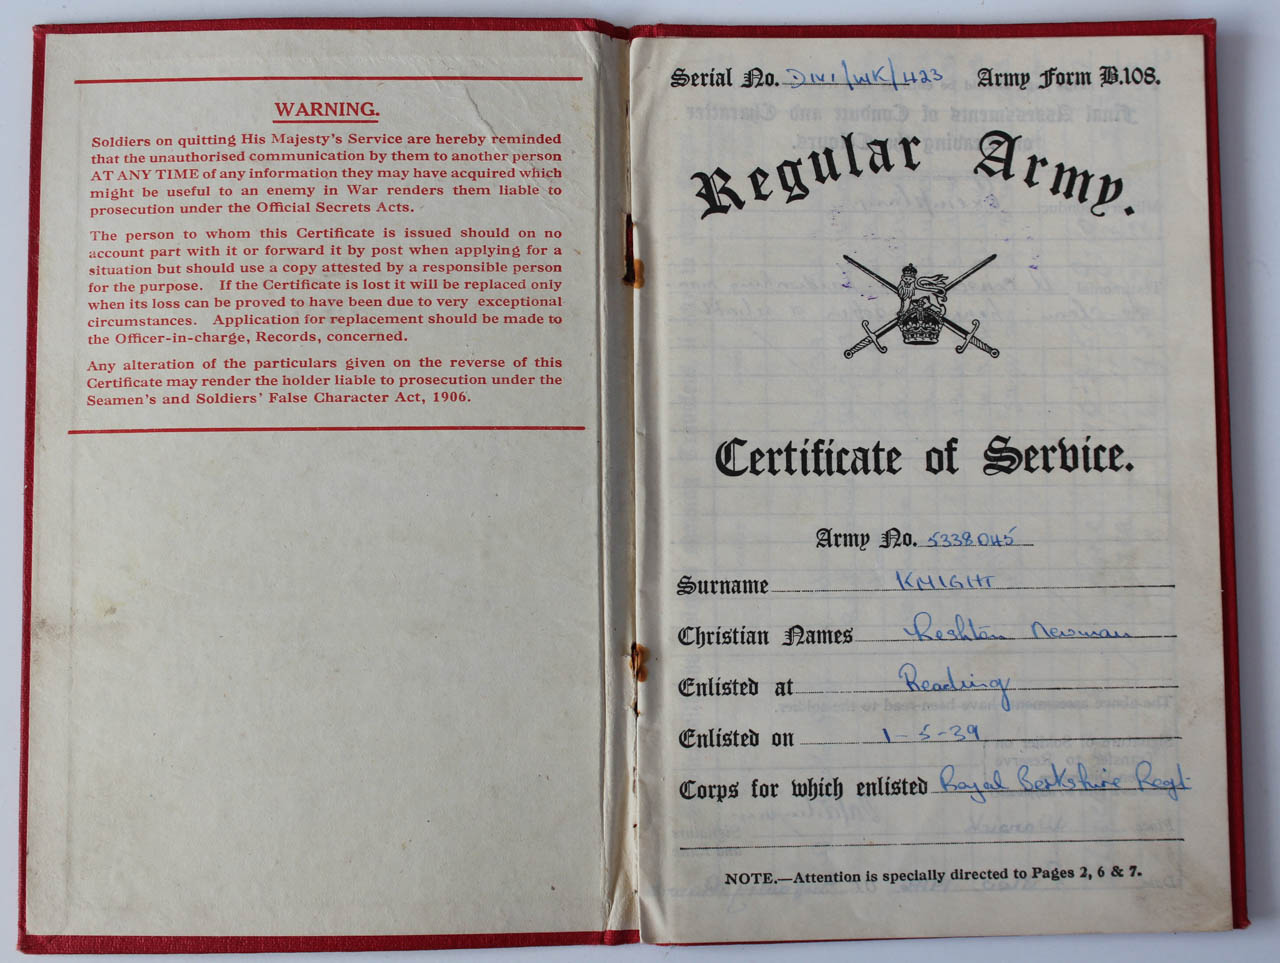 WARNING.
Soldiers on quitting His Majesty's Service are hereby reminded
that the unauthorised communication by them to another person
AT ANY TIME of any information they may have acquired which
might be useful to an enemy in War renders them liable to
prosecution under the Official Secrets Acts.
The person to whom this Certificate is issued should on no
account part with it or forward it by post when applying for a
situation but should use a copy attested by a responsible person
for the purpose. If the Certificate is lost it will be replaced only
when its loss can be proved to have been due to very exceptional
circumstances. Application for replacement should be made to
the Officer-in-charge, Records, concerned.
Any alteration of the particulars given on the reverse of this
Certificate may render the holder liable to prosecution under the
Seamen's and Soldiers' False Character Act, 1906.
Serial No. DIVI/WK/423 Army Form B.108.
Regular Army.
Certificate of Service.
Army No. 5338045
Surname KNIGHT
Christian Names Newman
Enlisted at Reading
Enlisted on 1-5-39
Corps for which enlisted Royal Berkshire Regt
NOTE.—Attention is specially directed to Pages 2, 6 & 7.